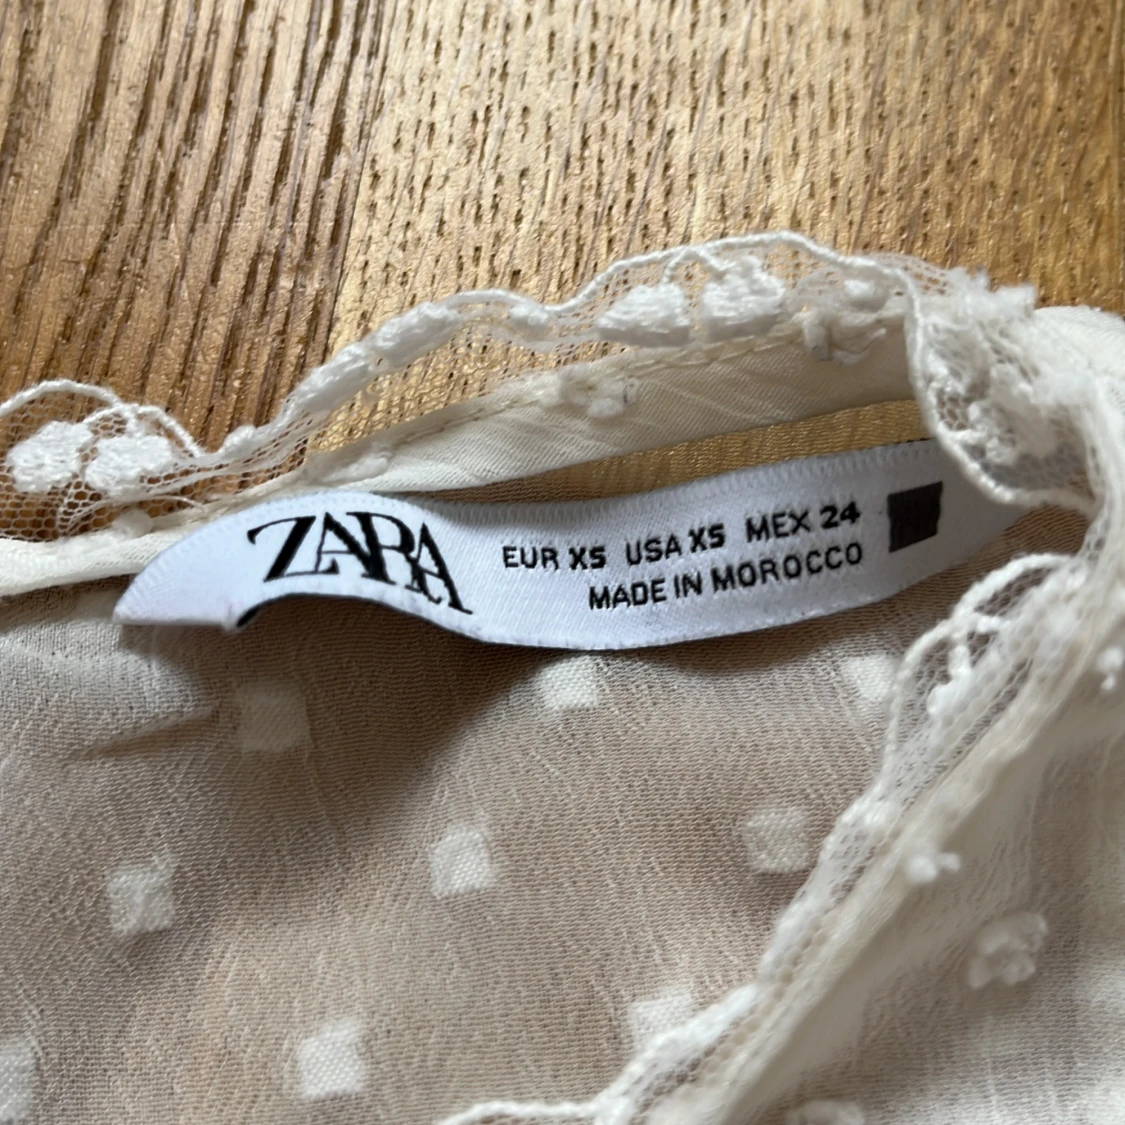 ZARA
EUR XS USA XS MEX 24
MADE IN MOROCCO